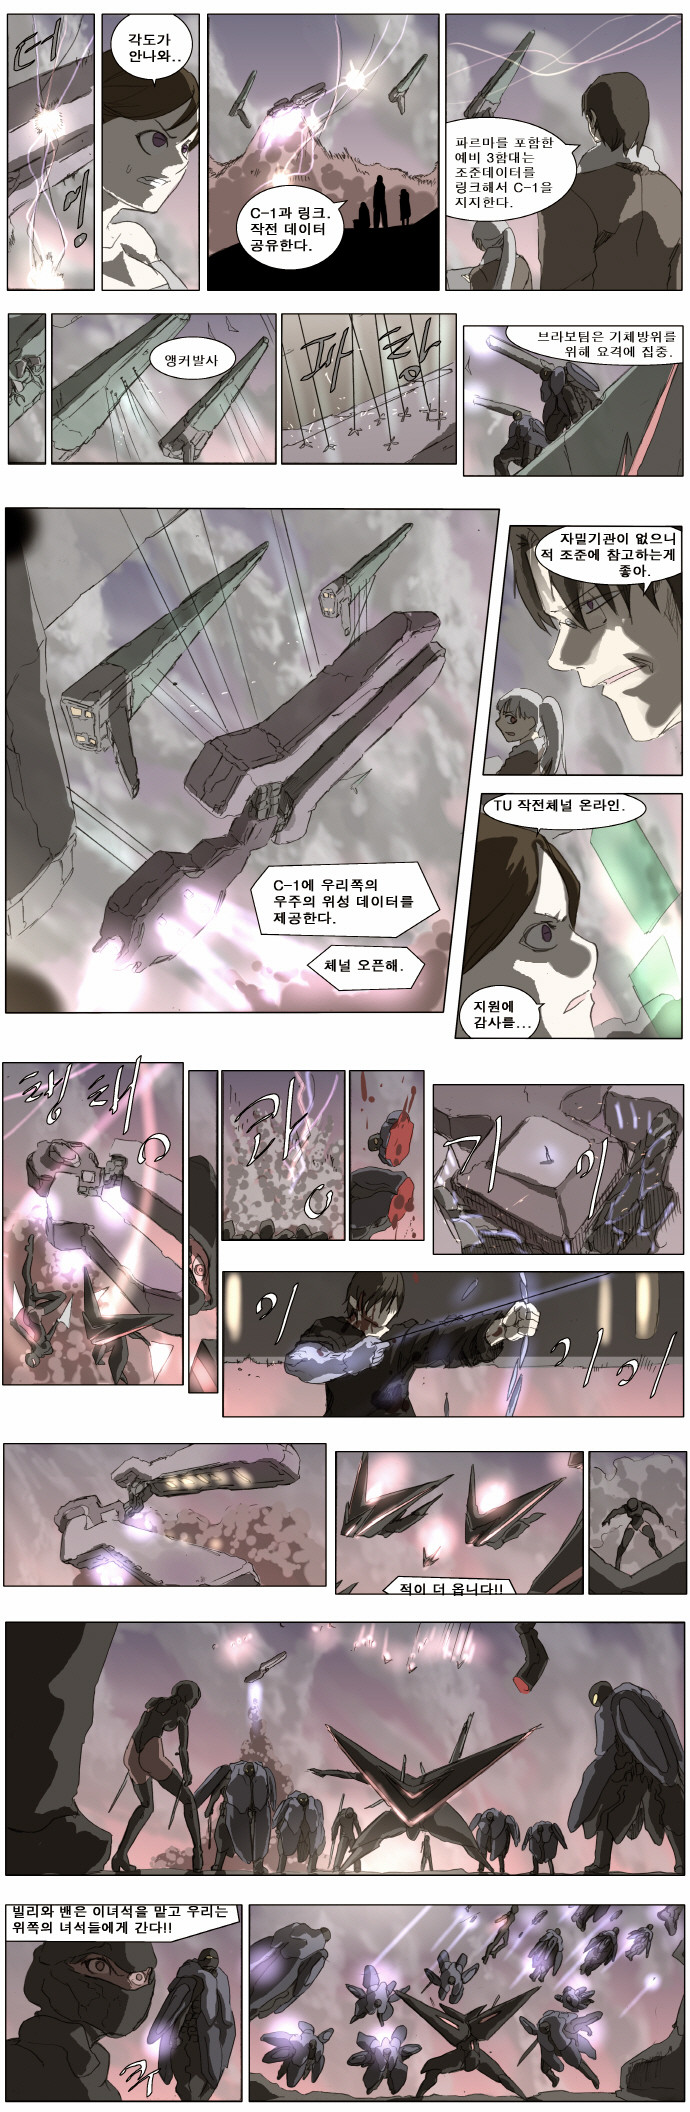 각도가
안나와..
C-1과 링크.
작전 데이터
공유한다.
파르마를 포함한
예비 3함대는
조준데이터를
링크해서 C-1을
지지한다.
앵커발사
파
브라보팀은 기체방위를
위해 요격에 집중.
자밀기관이 없으니
적 조준에 참고하는게
좋아.
C-1에 우리쪽의
우주의 위성 데이터를
제공한다.
체널 오픈해.
TU 작전체널 온라인.
지원에
감사를...
콰
기이
기이
적이 더 옵니다!!
빌리와 밴은 이녀석을 맡고 우리는
위쪽의 녀석들에게 간다!!